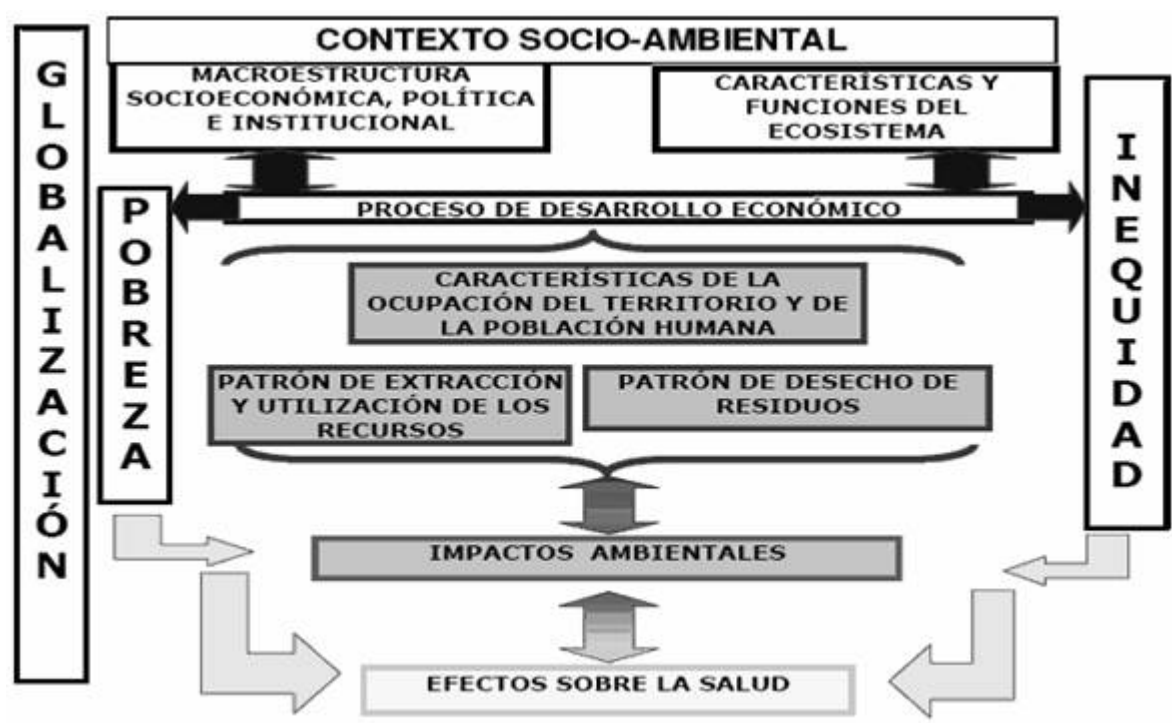 CONTEXTO SOCIO-AMBIENTAL
MACROESTRUCTURA
SOCIOECONÓMICA, POLÍTICA
E INSTITUCIONAL
CARACTERÍSTICAS Y
FUNCIONES DEL
ECOSISTEMA
GLOBALIZACIÓN
POBREZA
INEQUIDAD
PROCESO DE DESARROLLO ECONÓMICO
CARACTERÍSTICAS DE LA
OCUPACIÓN DEL TERRITORIO Y DE
LA POBLACIÓN HUMANA
PATRÓN DE EXTRACCIÓN
Y UTILIZACIÓN DE LOS
RECURSOS
PATRÓN DE DESECHO DE
RESIDUOS
IMPACTOS AMBIENTALES
EFECTOS SOBRE LA SALUD